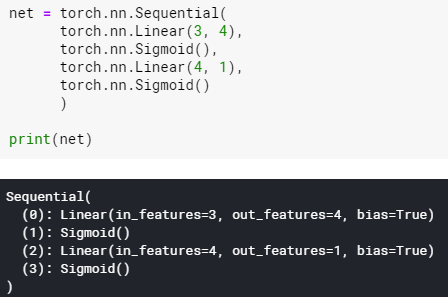 net = torch.nn.Sequential(
torch.nn.Linear(3, 4),
torch.nn.Sigmoid(),
torch.nn.Linear(4, 1),
torch.nn.Sigmoid()
)
print(net)
Sequential(
(0): Linear(in_features=3, out_features=4, bias=True)
(1): Sigmoid()
(2): Linear(in_features=4, out_features=1, bias=True)
(3): Sigmoid()
)